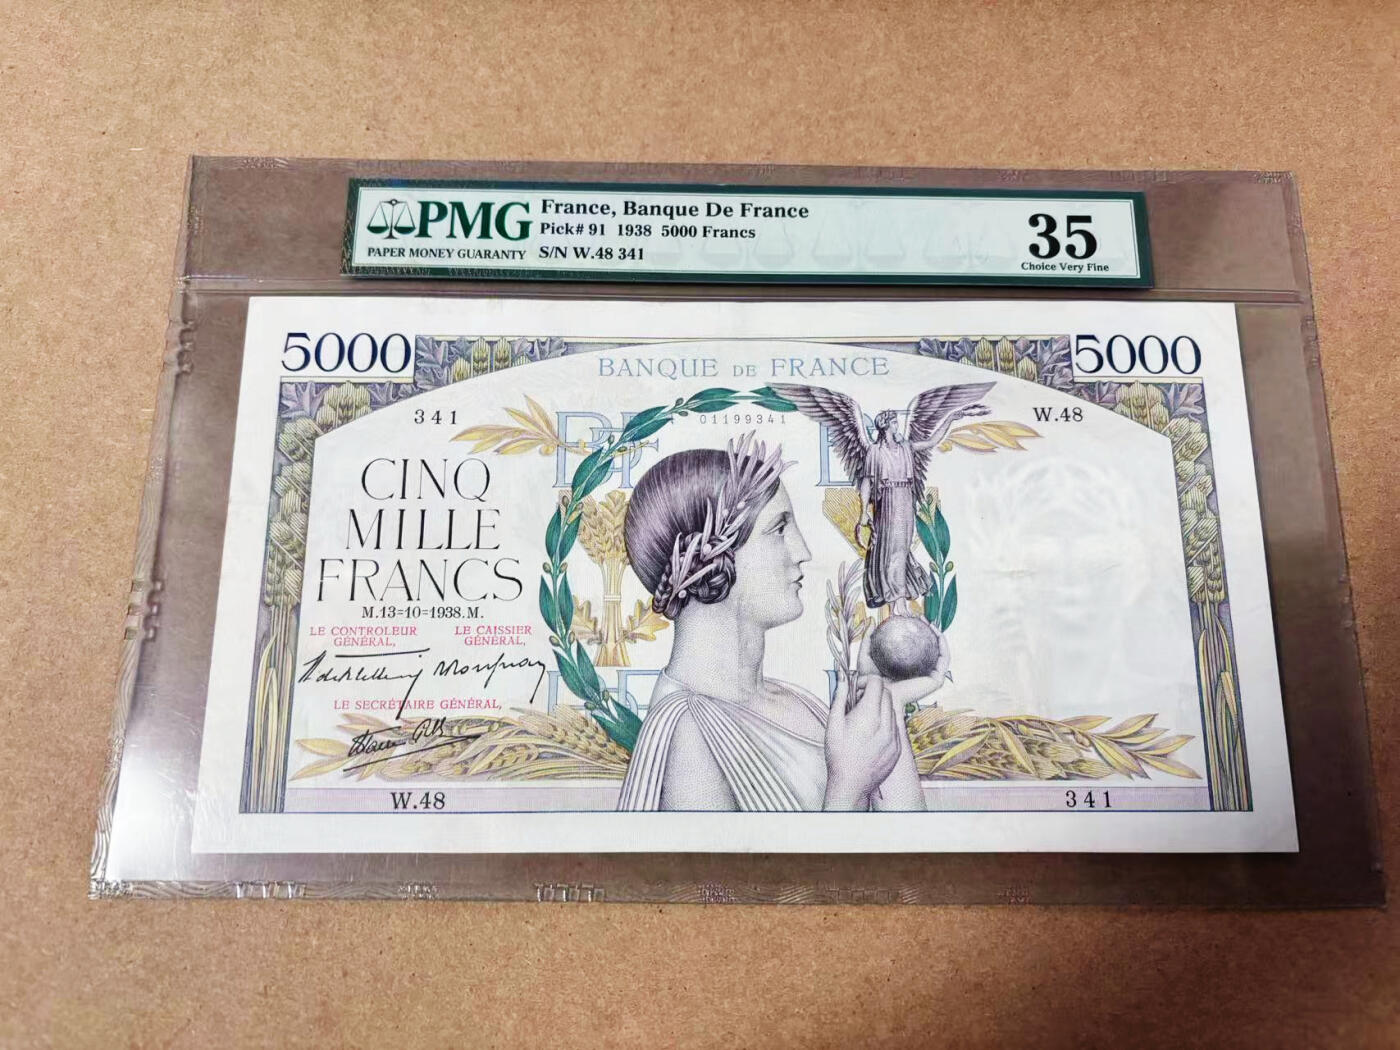 PMG
PAPER MONEY GUARANTY
France, Banque De France
Pick# 91 1938 5000 Francs
S/N W.48 341
35
Choice Very Fine
5000
5000
BANQUE DE FRANCE
341
01199341
W.48
CINQ
MILLE
FRANCS
M.13=10=1938.M.
LE CONTROLEUR
GÉNÉRAL,
LE CAISSIER
GÉNÉRAL,
LE SECRÉTAIRE GÉNÉRAL,
W.48
341